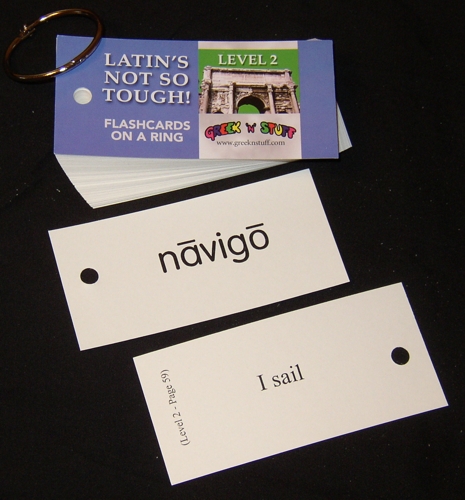 LATIN'S
NOT SO
TOUGH!
FLASHCARDS
ON A RING
LEVEL 2
GREEK 'N' STUFF
www.greeknstuff.com
nāvigō
I sail
(Level 2 - Page 59)